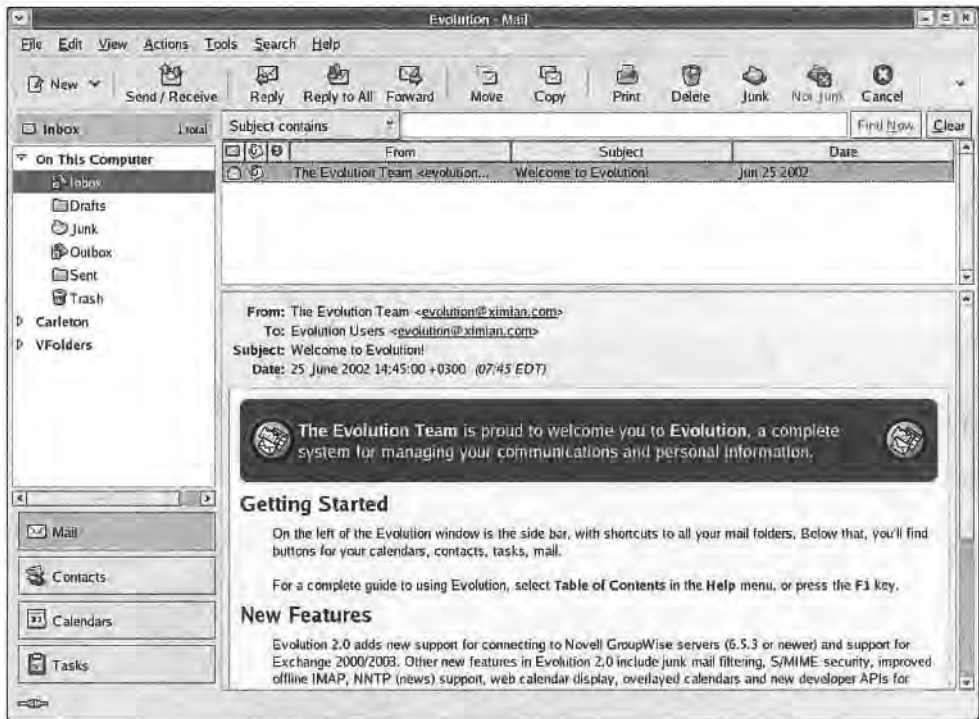 Evolution - Mail
File Edit View Actions Tools Search Help
New Send / Receive Reply Reply to All Forward Move Copy Print Delete Junk Not Junk Cancel
Inbox 1 total
Subject contains Find Now Clear
On This Computer
Inbox
Drafts
Junk
Outbox
Sent
Trash
Carleton
VFolders
Mail
Contacts
Calendars
Tasks
From Subject Date
The Evolution Team <evolution... Welcome to Evolution! Jun 25 2002
From: The Evolution Team <evolution@ximian.com>
To: Evolution Users <evolution@ximian.com>
Subject: Welcome to Evolution!
Date: 25 June 2002 14:45:00 +0300 (07:45 EDT)
The Evolution Team is proud to welcome you to Evolution, a complete
system for managing your communications and personal information.
Getting Started
On the left of the Evolution window is the side bar, with shortcuts to all your mail folders. Below that, you'll find
buttons for your calendars, contacts, tasks, mail.
For a complete guide to using Evolution, select Table of Contents in the Help menu, or press the F1 key.
New Features
Evolution 2.0 adds new support for connecting to Novell GroupWise servers (6.5.3 or newer) and support for
Exchange 2000/2003. Other new features in Evolution 2.0 include junk mail filtering, S/MIME security, improved
offline IMAP, NNTP (news) support, web calendar display, overlayed calendars and new developer APIs for